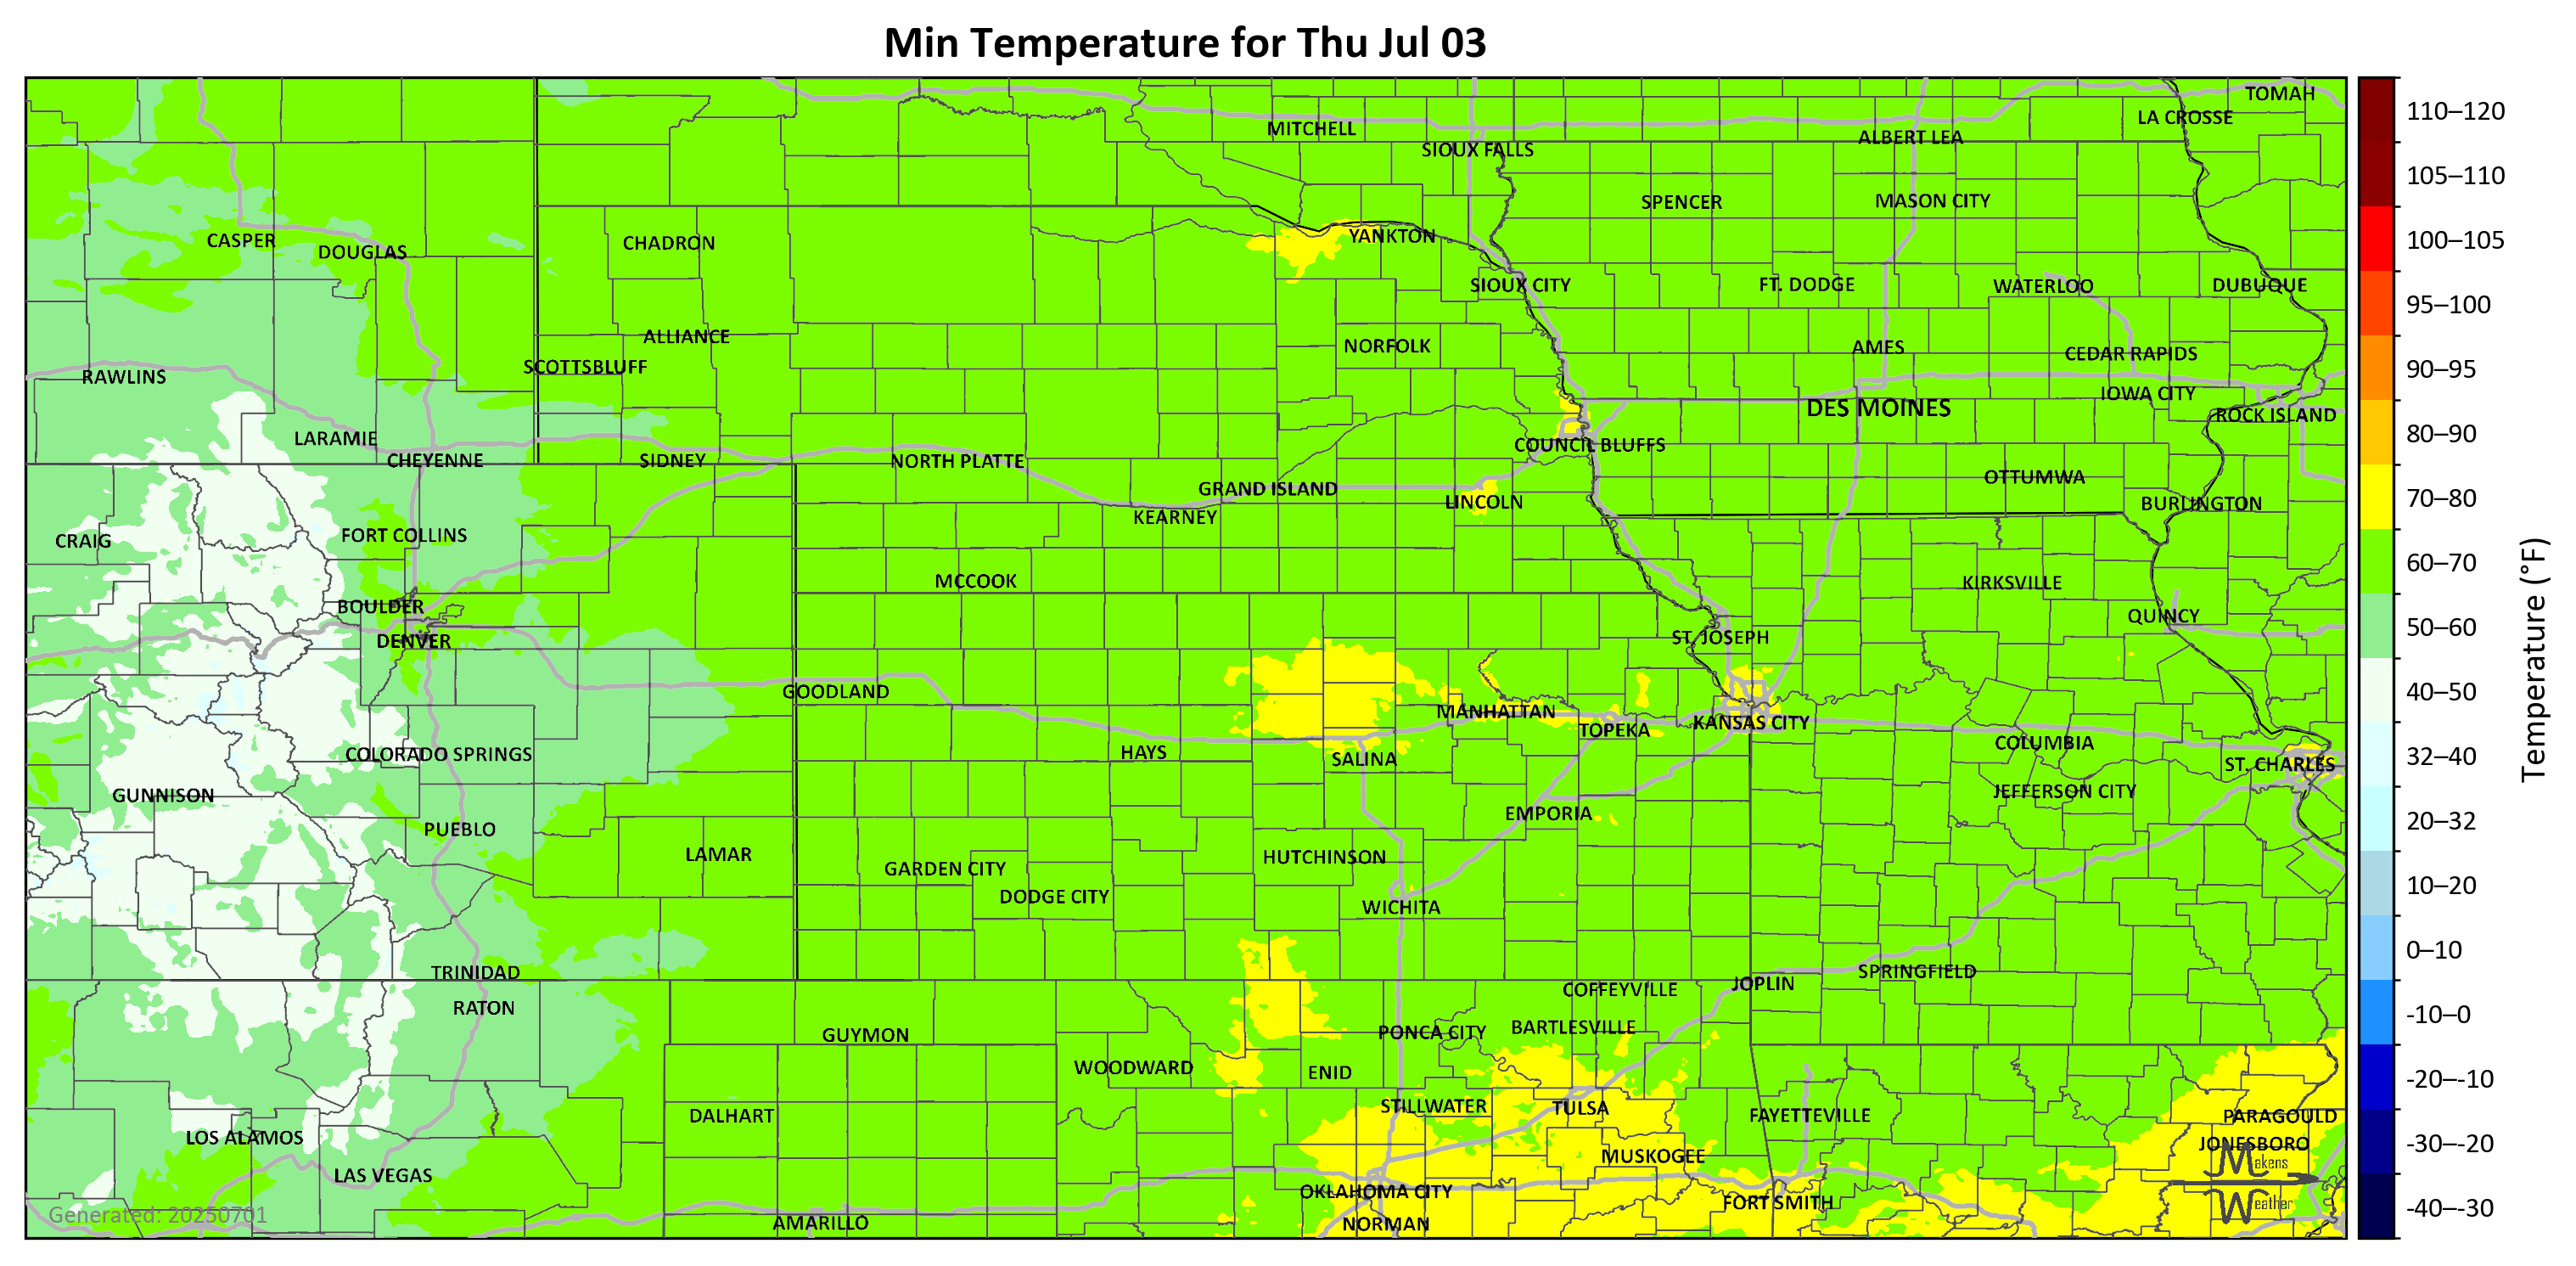 Min Temperature for Thu Jul 03
TOMAH
LA CROSSE
MITCHELL
ALBERT LEA
SIOUX FALLS
SPENCER
MASON CITY
CASPER
DOUGLAS
CHADRON
YANKTON
SIOUX CITY
FT. DODGE
WATERLOO
DUBUQUE
ALLIANCE
NORFOLK
AMES
CEDAR RAPIDS
SCOTTSBLUFF
RAWLINS
IOWA CITY
DES MOINES
ROCK ISLAND
LARAMIE
CHEYENNE
SIDNEY
NORTH PLATTE
COUNCIL BLUFFS
GRAND ISLAND
LINCOLN
OTTUMWA
BURLINGTON
KEARNEY
CRAIG
FORT COLLINS
MCCOOK
KIRKSVILLE
BOULDER
QUINCY
DENVER
ST. JOSEPH
GOODLAND
MANHATTAN
TOPEKA
KANSAS CITY
COLORADO SPRINGS
HAYS
SALINA
COLUMBIA
ST. CHARLES
GUNNISON
JEFFERSON CITY
PUEBLO
EMPORIA
LAMAR
GARDEN CITY
HUTCHINSON
DODGE CITY
WICHITA
TRINIDAD
SPRINGFIELD
JOPLIN
COFFEYVILLE
RATON
GUYMON
PONCA CITY
BARTLESVILLE
WOODWARD
ENID
DALHART
STILLWATER
TULSA
FAYETTEVILLE
PARAGOULD
LOS ALAMOS
JONESBORO
LAS VEGAS
MUSKOGEE
OKLAHOMA CITY
FORT SMITH
AMARILLO
NORMAN
Makens
Weather
Generated: 20250701
110–120
105–110
100–105
95–100
90–95
80–90
70–80
60–70
50–60
40–50
32–40
20–32
10–20
0–10
-10–0
-20–-10
-30–-20
-40–-30
Temperature (°F)